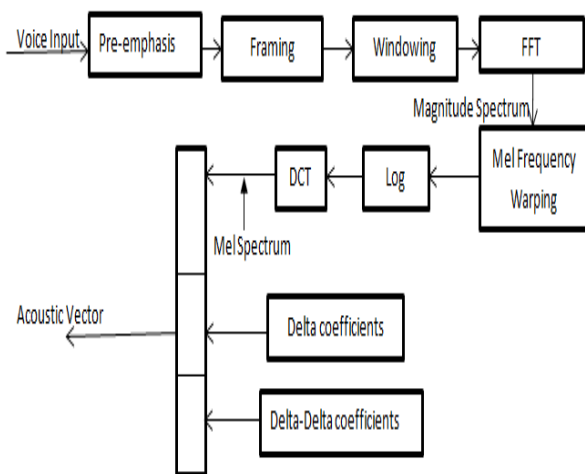 Voice Input
Pre-emphasis
Framing
Windowing
FFT
Magnitude Spectrum
Mel Frequency
Warping
Log
DCT
Mel Spectrum
Acoustic Vector
Delta coefficients
Delta-Delta coefficients